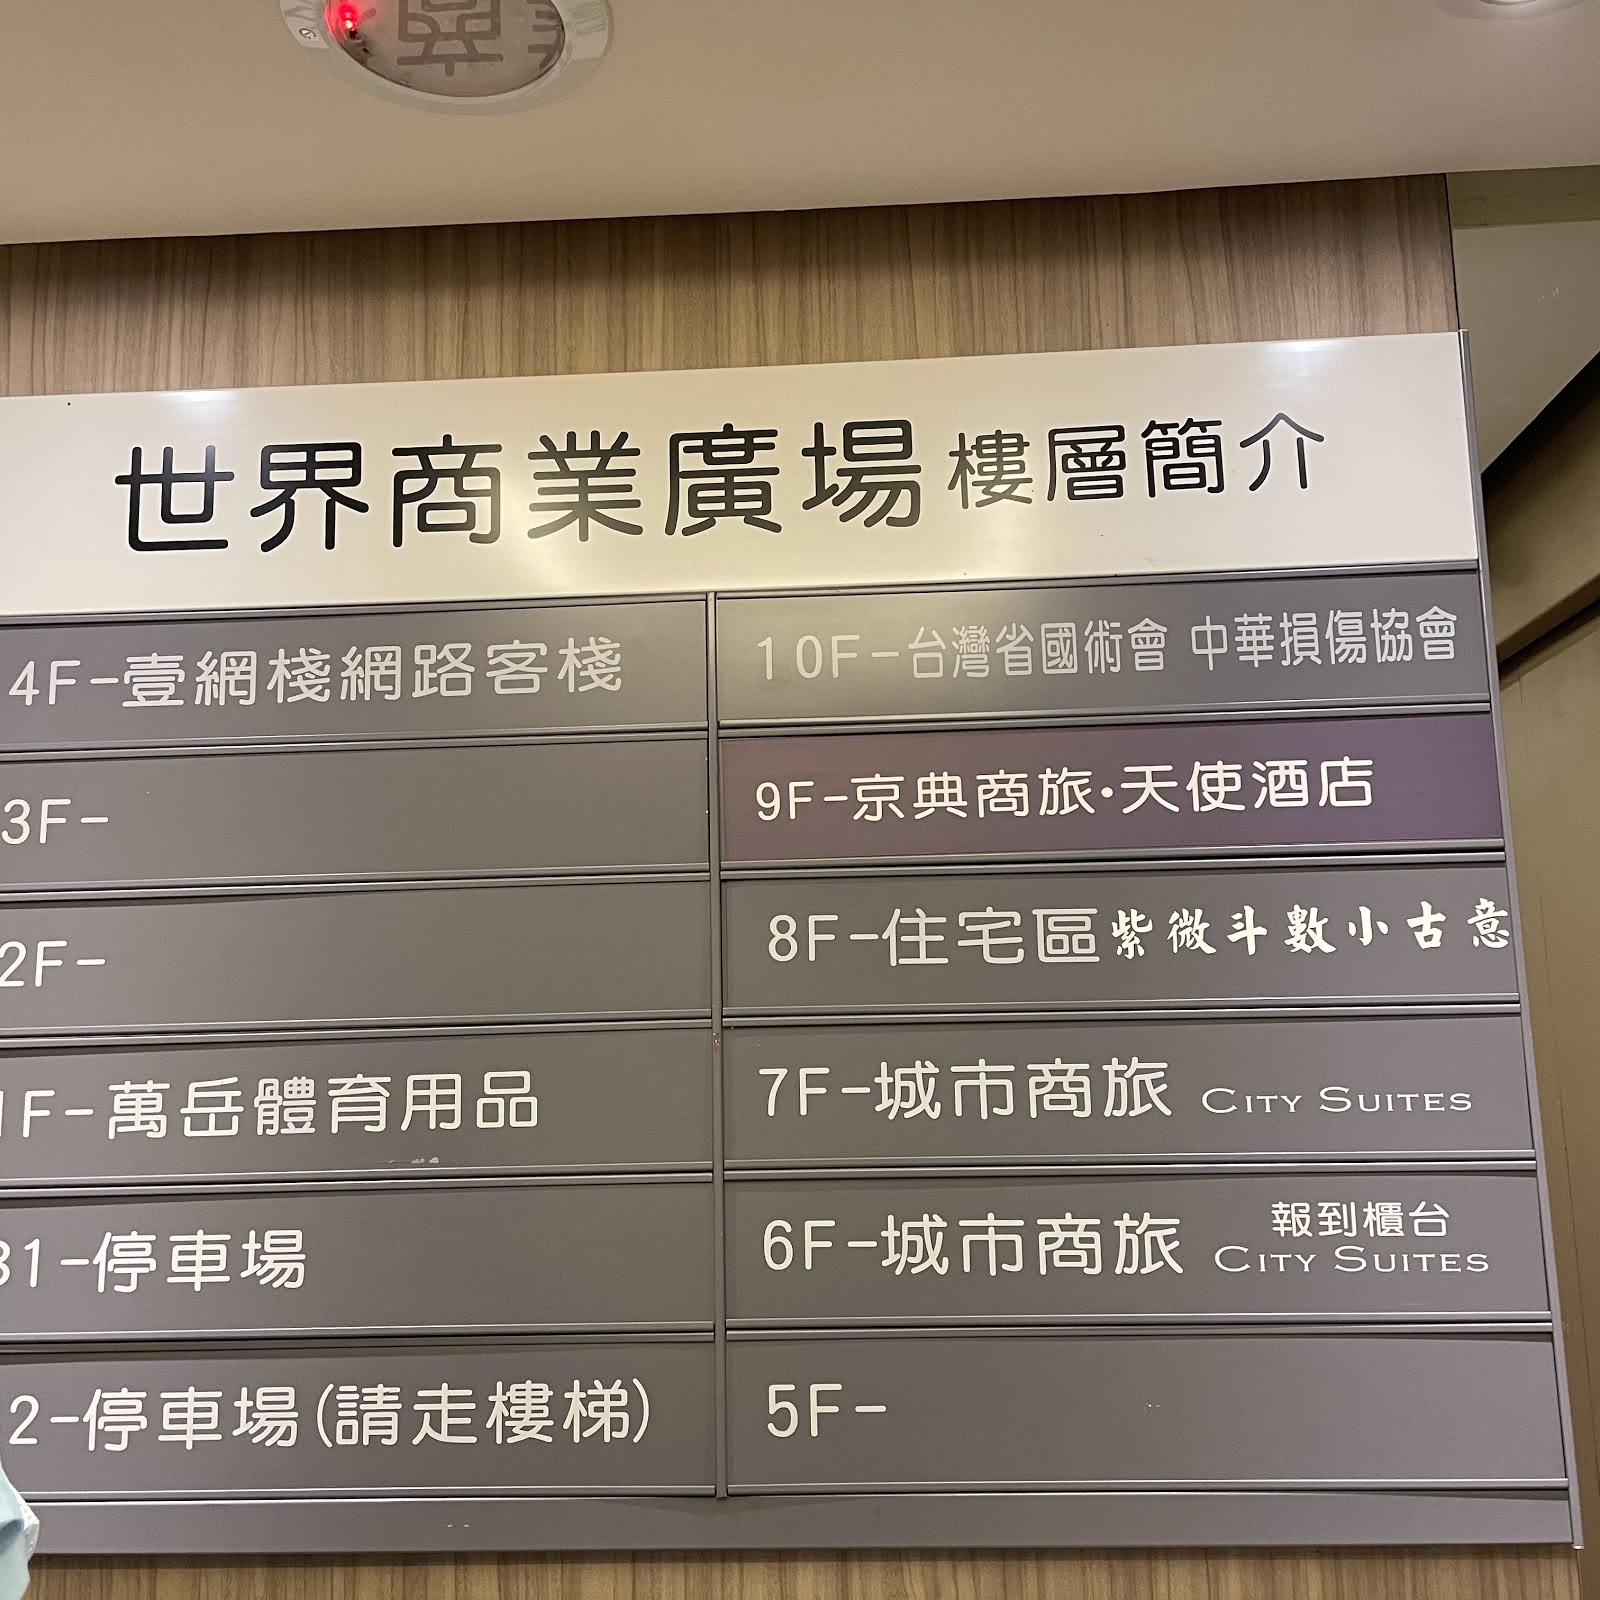 世界商業廣場 樓層簡介
4F-壹網棧網路客棧
3F-
2F-
1F-萬岳體育用品
B1-停車場
2-停車場(請走樓梯)
10F-台灣省國術會 中華損傷協會
9F-京典商旅·天使酒店
8F-住宅區紫微斗數小古意
7F-城市商旅 CITY SUITES
6F-城市商旅 報到櫃台
CITY SUITES
5F-